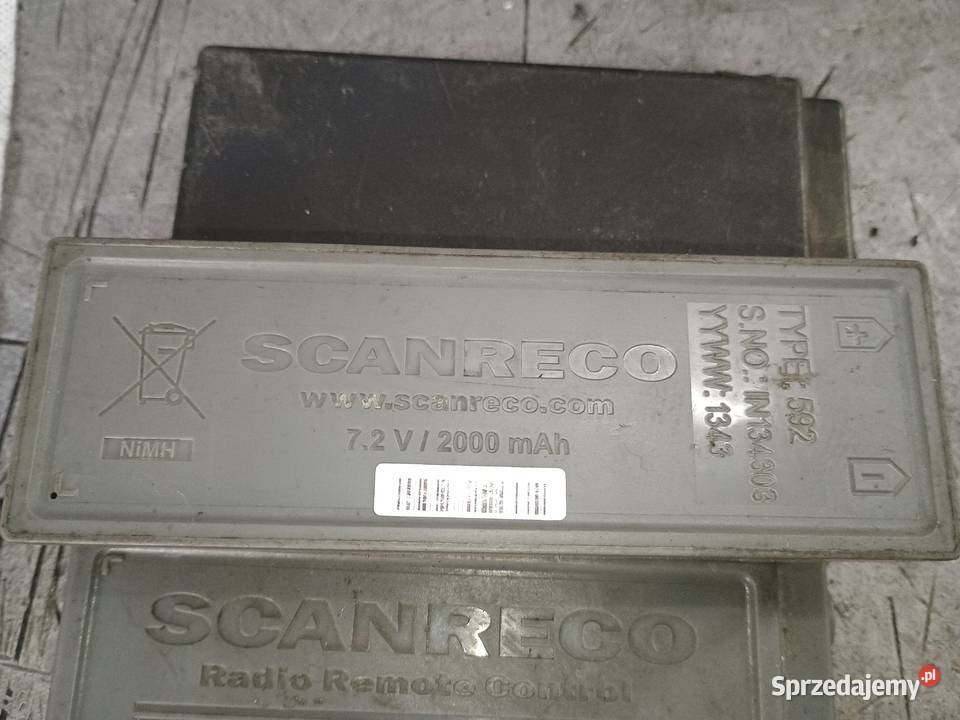 SCANRECO
www.scanreco.com
7.2 V / 2000 mAh
NiMH
TYPE: 592
S.NO.: IN134303
YYWW: 1343
+
-
SCANRECO
Radio Remote Control
Sprzedajemy.pl